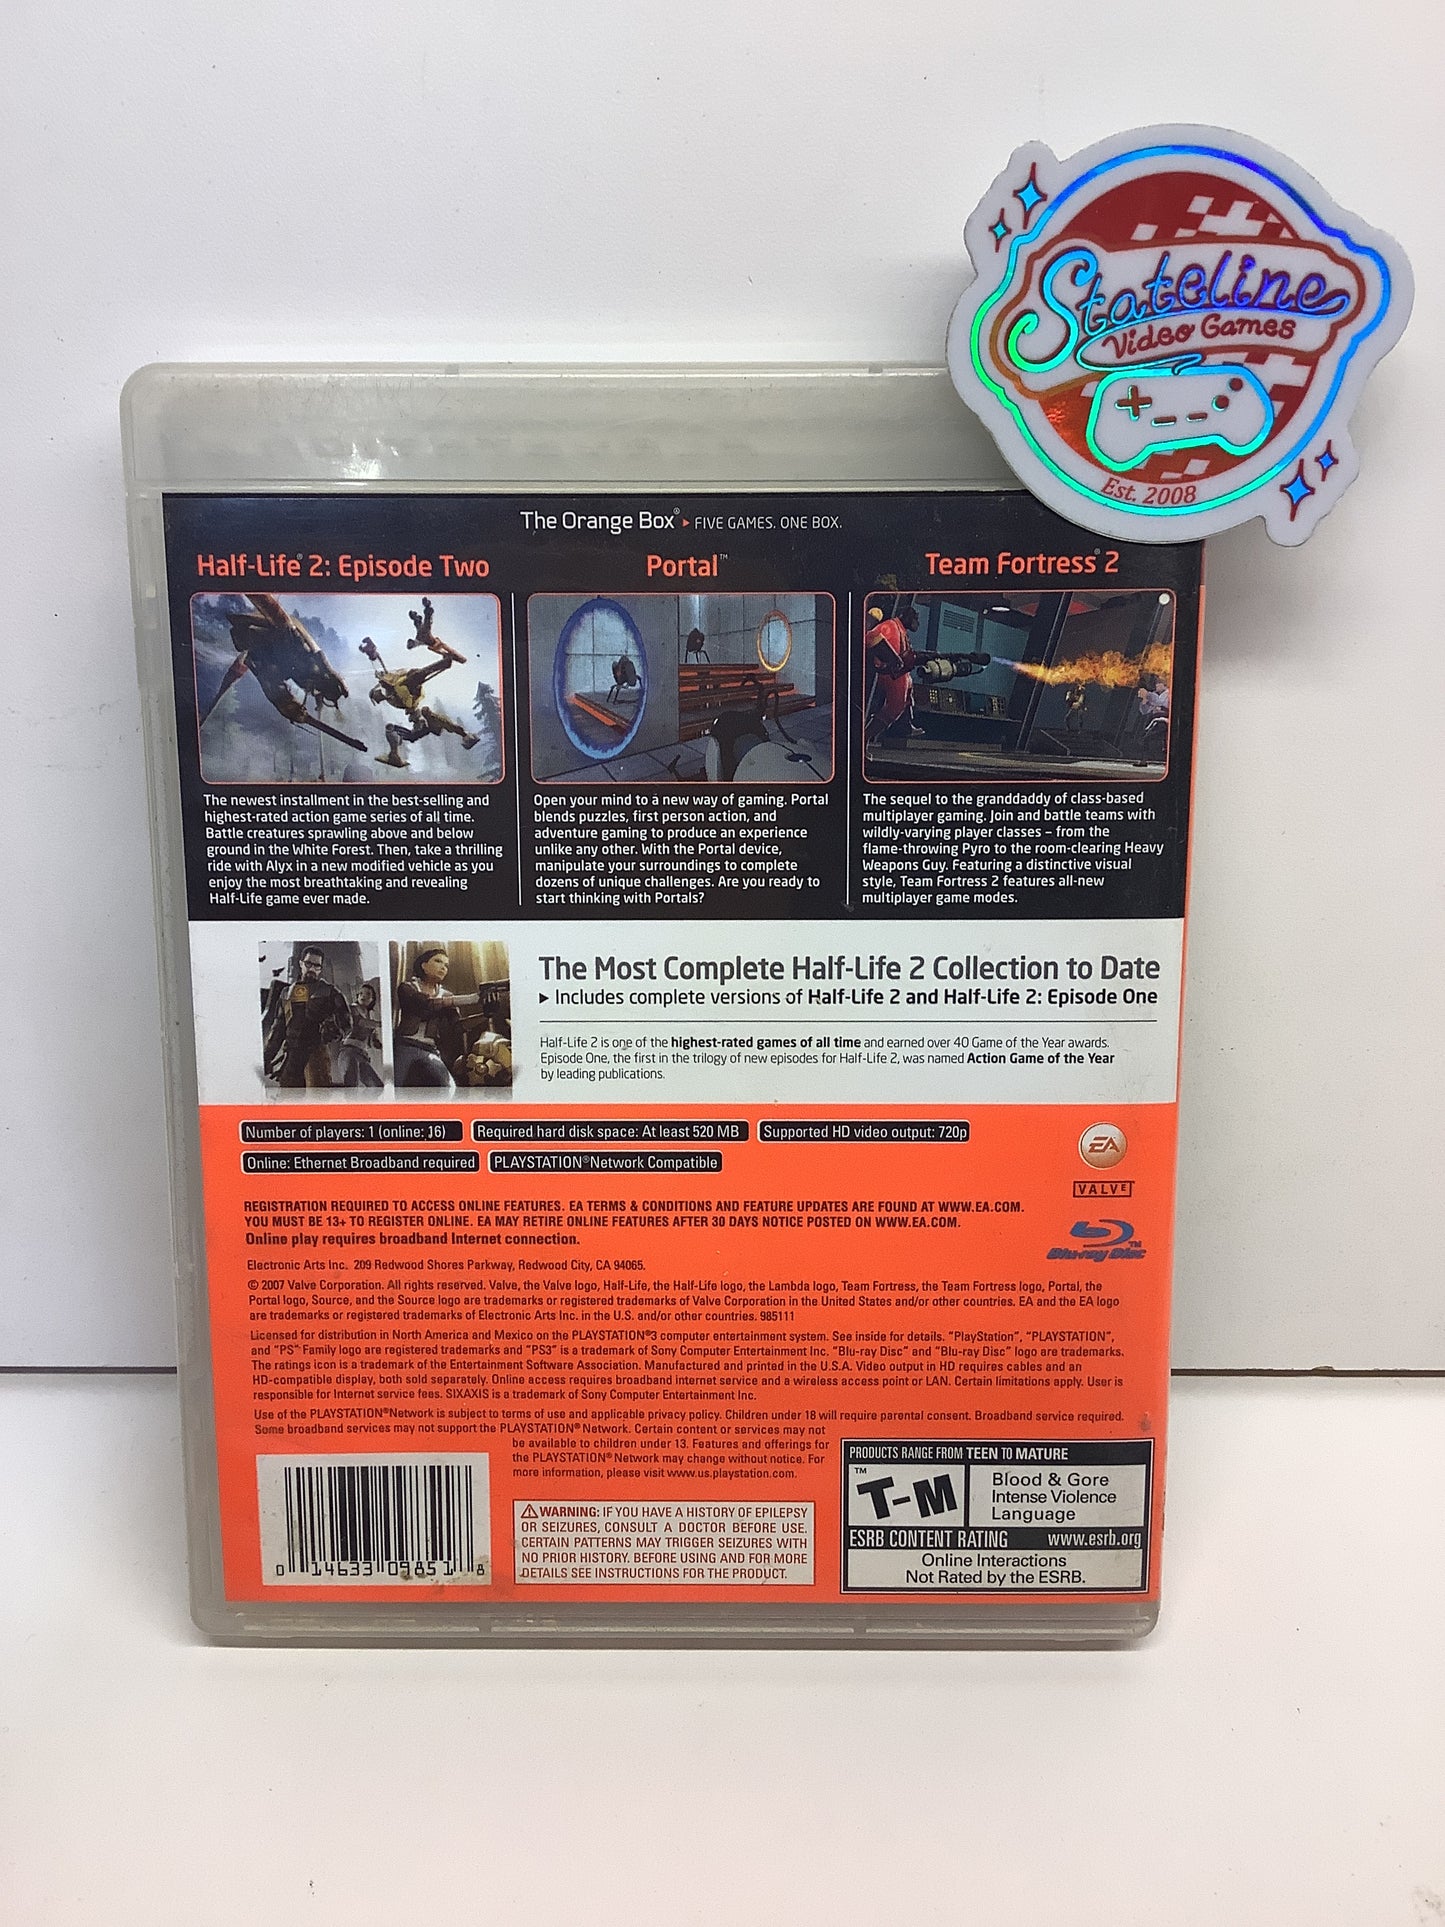 Stateline
Video Games
Est. 2008
The Orange Box® ▸ FIVE GAMES. ONE BOX.
Half-Life® 2: Episode Two
The newest installment in the best-selling and
highest-rated action game series of all time.
Battle creatures sprawling above and below
ground in the White Forest. Then, take a thrilling
ride with Alyx in a new modified vehicle as you
enjoy the most breathtaking and revealing
Half-Life game ever made.
Portal™
Open your mind to a new way of gaming. Portal
blends puzzles, first person action, and
adventure gaming to produce an experience
unlike any other. With the Portal device,
manipulate your surroundings to complete
dozens of unique challenges. Are you ready to
start thinking with Portals?
Team Fortress® 2
The sequel to the granddaddy of class-based
multiplayer gaming. Join and battle teams with
wildly-varying player classes – from the
flame-throwing Pyro to the room-clearing Heavy
Weapons Guy. Featuring a distinctive visual
style, Team Fortress 2 features all-new
multiplayer game modes.
The Most Complete Half-Life 2 Collection to Date
▸ Includes complete versions of Half-Life 2 and Half-Life 2: Episode One
Half-Life 2 is one of the highest-rated games of all time and earned over 40 Game of the Year awards.
Episode One, the first in the trilogy of new episodes for Half-Life 2, was named Action Game of the Year
by leading publications.
Number of players: 1 (online: 16) Required hard disk space: At least 520 MB Supported HD video output: 720p
Online: Ethernet Broadband required PLAYSTATION®Network Compatible
EA
VALVE
Blu-ray Disc™
REGISTRATION REQUIRED TO ACCESS ONLINE FEATURES. EA TERMS & CONDITIONS AND FEATURE UPDATES ARE FOUND AT WWW.EA.COM.
YOU MUST BE 13+ TO REGISTER ONLINE. EA MAY RETIRE ONLINE FEATURES AFTER 30 DAYS NOTICE POSTED ON WWW.EA.COM.
Online play requires broadband Internet connection.
Electronic Arts Inc. 209 Redwood Shores Parkway, Redwood City, CA 94065.
© 2007 Valve Corporation. All rights reserved. Valve, the Valve logo, Half-Life, the Half-Life logo, the Lambda logo, Team Fortress, the Team Fortress logo, Portal, the
Portal logo, Source, and the Source logo are trademarks or registered trademarks of Valve Corporation in the United States and/or other countries. EA and the EA logo
are trademarks or registered trademarks of Electronic Arts Inc. in the U.S. and/or other countries. 985111
Licensed for distribution in North America and Mexico on the PLAYSTATION®3 computer entertainment system. See inside for details. "PlayStation", "PLAYSTATION",
and "PS" Family logo are registered trademarks and "PS3" is a trademark of Sony Computer Entertainment Inc. "Blu-ray Disc" and "Blu-ray Disc" logo are trademarks.
The ratings icon is a trademark of the Entertainment Software Association. Manufactured and printed in the U.S.A. Video output in HD requires cables and an
HD-compatible display, both sold separately. Online access requires broadband internet service and a wireless access point or LAN. Certain limitations apply. User is
responsible for Internet service fees. SIXAXIS is a trademark of Sony Computer Entertainment Inc.
Use of the PLAYSTATION®Network is subject to terms of use and applicable privacy policy. Children under 18 will require parental consent. Broadband service required.
Some broadband services may not support the PLAYSTATION®Network. Certain content or services may not
be available to children under 13. Features and offerings for
the PLAYSTATION®Network may change without notice. For
more information, please visit www.us.playstation.com.
0 14633 09851 8
⚠ WARNING: IF YOU HAVE A HISTORY OF EPILEPSY
OR SEIZURES, CONSULT A DOCTOR BEFORE USE.
CERTAIN PATTERNS MAY TRIGGER SEIZURES WITH
NO PRIOR HISTORY. BEFORE USING AND FOR MORE
DETAILS SEE INSTRUCTIONS FOR THE PRODUCT.
PRODUCTS RANGE FROM TEEN TO MATURE
T-M™
Blood & Gore
Intense Violence
Language
ESRB CONTENT RATING www.esrb.org
Online Interactions
Not Rated by the ESRB.